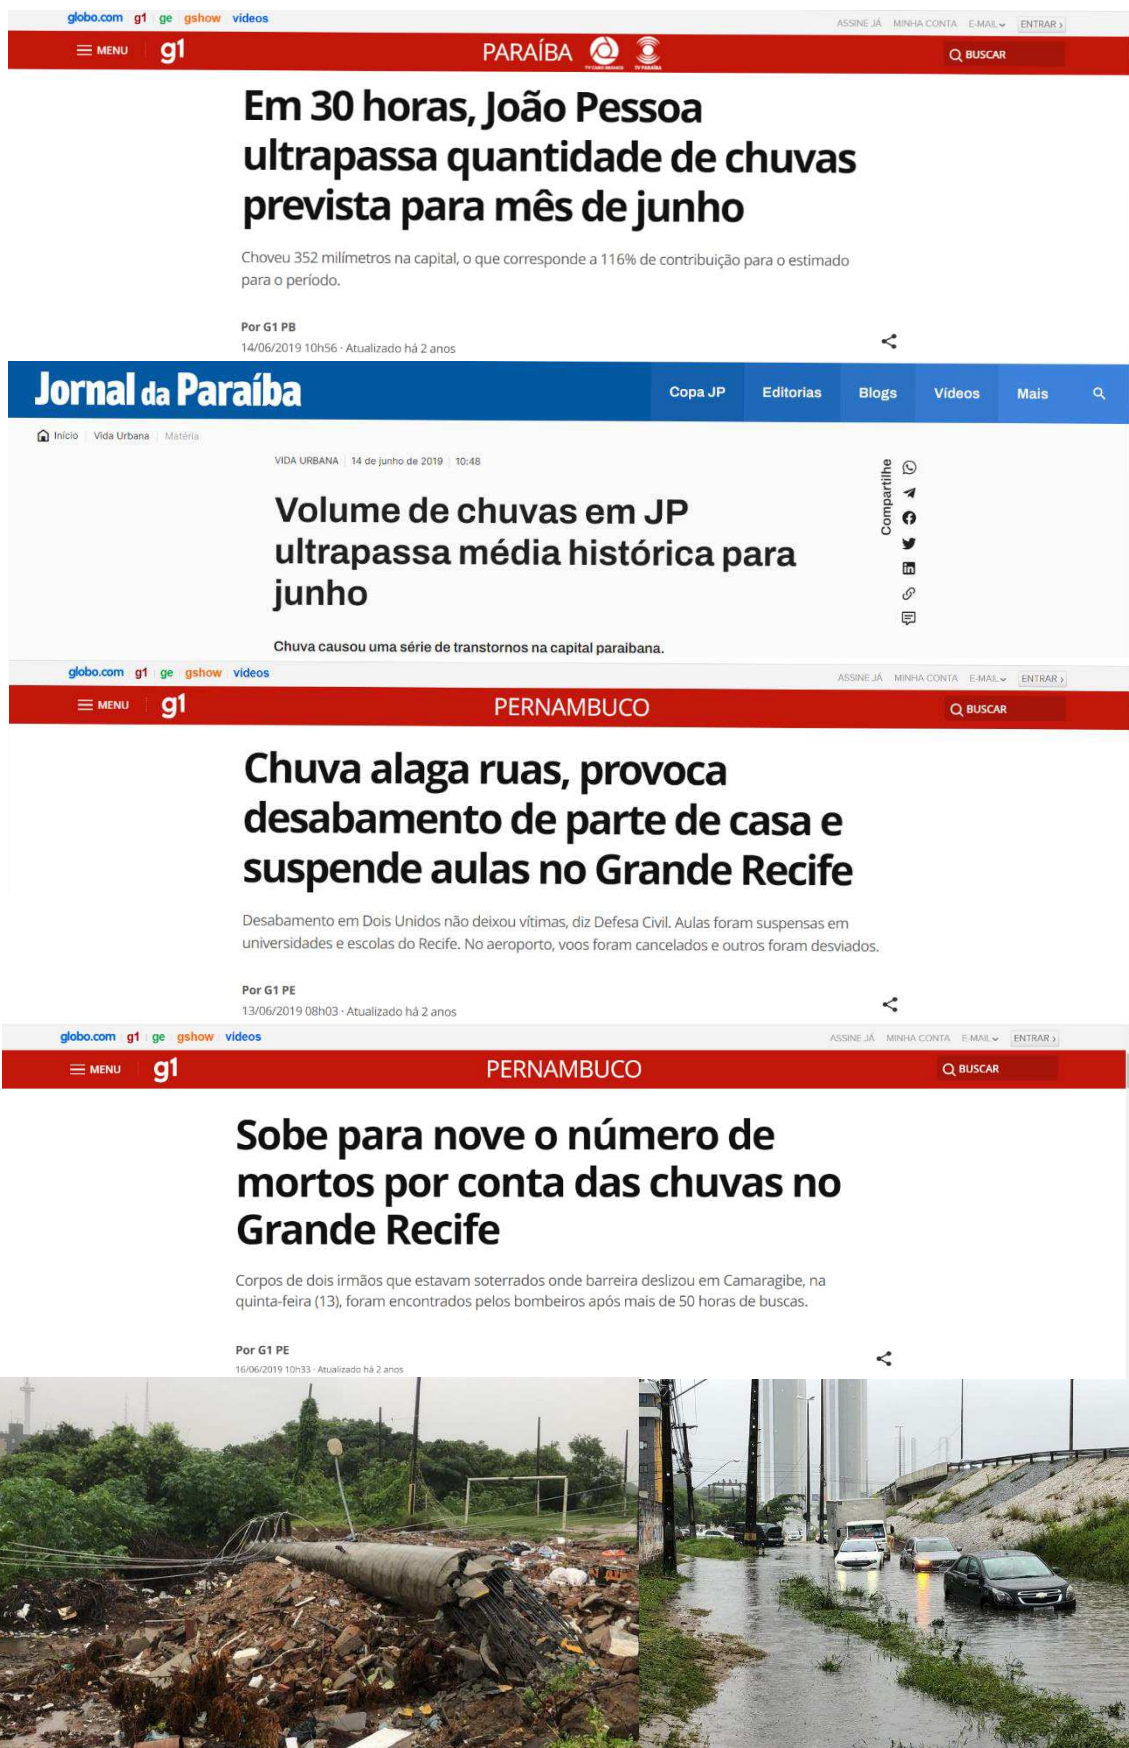 globo.com g1 ge gshow vídeos ASSINE JÁ MINHA CONTA E-MAIL ENTRAR ›
MENU g1 PARAÍBA TV CABO BRANCO TV PARAÍBA BUSCAR
Em 30 horas, João Pessoa
ultrapassa quantidade de chuvas
prevista para mês de junho
Choveu 352 milímetros na capital, o que corresponde a 116% de contribuição para o estimado
para o período.
Por G1 PB
14/06/2019 10h56 · Atualizado há 2 anos
Jornal da Paraíba Copa JP Editorias Blogs Vídeos Mais
Início Vida Urbana Matéria
VIDA URBANA 14 de junho de 2019 10:48
Compartilhe
Volume de chuvas em JP
ultrapassa média histórica para
junho
Chuva causou uma série de transtornos na capital paraibana.
globo.com g1 ge gshow vídeos ASSINE JÁ MINHA CONTA E-MAIL ENTRAR ›
MENU g1 PERNAMBUCO BUSCAR
Chuva alaga ruas, provoca
desabamento de parte de casa e
suspende aulas no Grande Recife
Desabamento em Dois Unidos não deixou vítimas, diz Defesa Civil. Aulas foram suspensas em
universidades e escolas do Recife. No aeroporto, voos foram cancelados e outros foram desviados.
Por G1 PE
13/06/2019 08h03 · Atualizado há 2 anos
globo.com g1 ge gshow vídeos ASSINE JÁ MINHA CONTA E-MAIL ENTRAR ›
MENU g1 PERNAMBUCO BUSCAR
Sobe para nove o número de
mortos por conta das chuvas no
Grande Recife
Corpos de dois irmãos que estavam soterrados onde barreira deslizou em Camaragibe, na
quinta-feira (13), foram encontrados pelos bombeiros após mais de 50 horas de buscas.
Por G1 PE
16/06/2019 10h33 · Atualizado há 2 anos